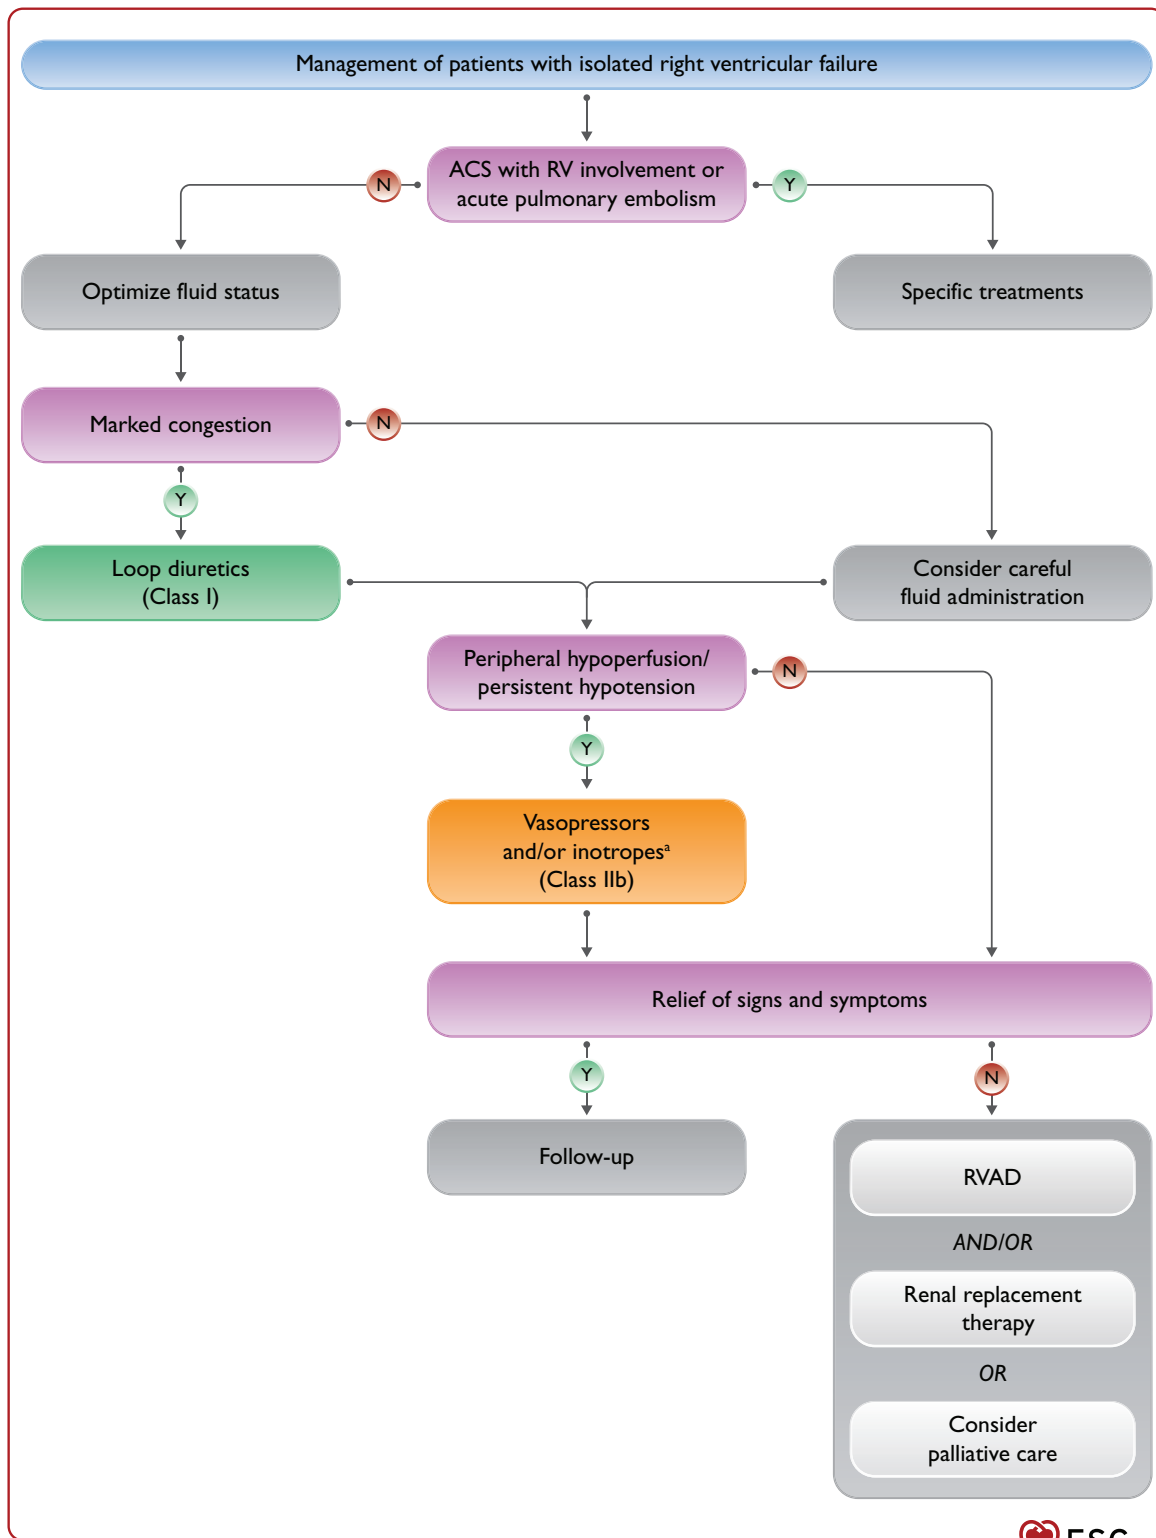 Management of patients with isolated right ventricular failure
ACS with RV involvement or
acute pulmonary embolism
N
Y
Optimize fluid status
Specific treatments
Marked congestion
N
Y
Loop diuretics
(Class I)
Consider careful
fluid administration
Peripheral hypoperfusion/
persistent hypotension
N
Y
Vasopressors
and/or inotropesᵃ
(Class IIb)
Relief of signs and symptoms
Y
N
Follow-up
RVAD
AND/OR
Renal replacement
therapy
OR
Consider
palliative care
ESC